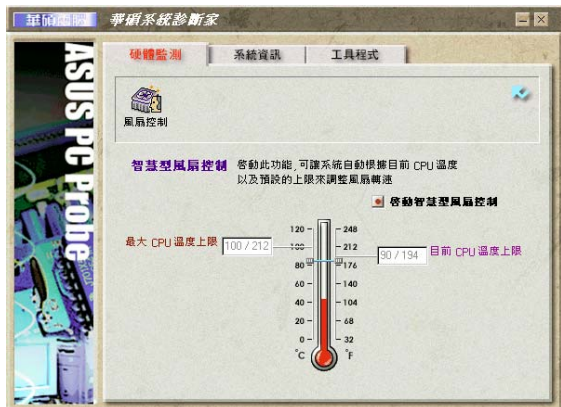 華碩電腦 華碩系統診斷家
ASUS PC Probe
硬體監測 系統資訊 工具程式
風扇控制
智慧型風扇控制 啓動此功能,可讓系統自動根據目前 CPU 溫度
以及預設的上限來調整風扇轉速
啓動智慧型風扇控制
最大 CPU 溫度上限 100 / 212
90 / 194 目前 CPU 溫度上限
120 248
100 212
80 176
60 140
40 104
20 68
0 32
°C °F